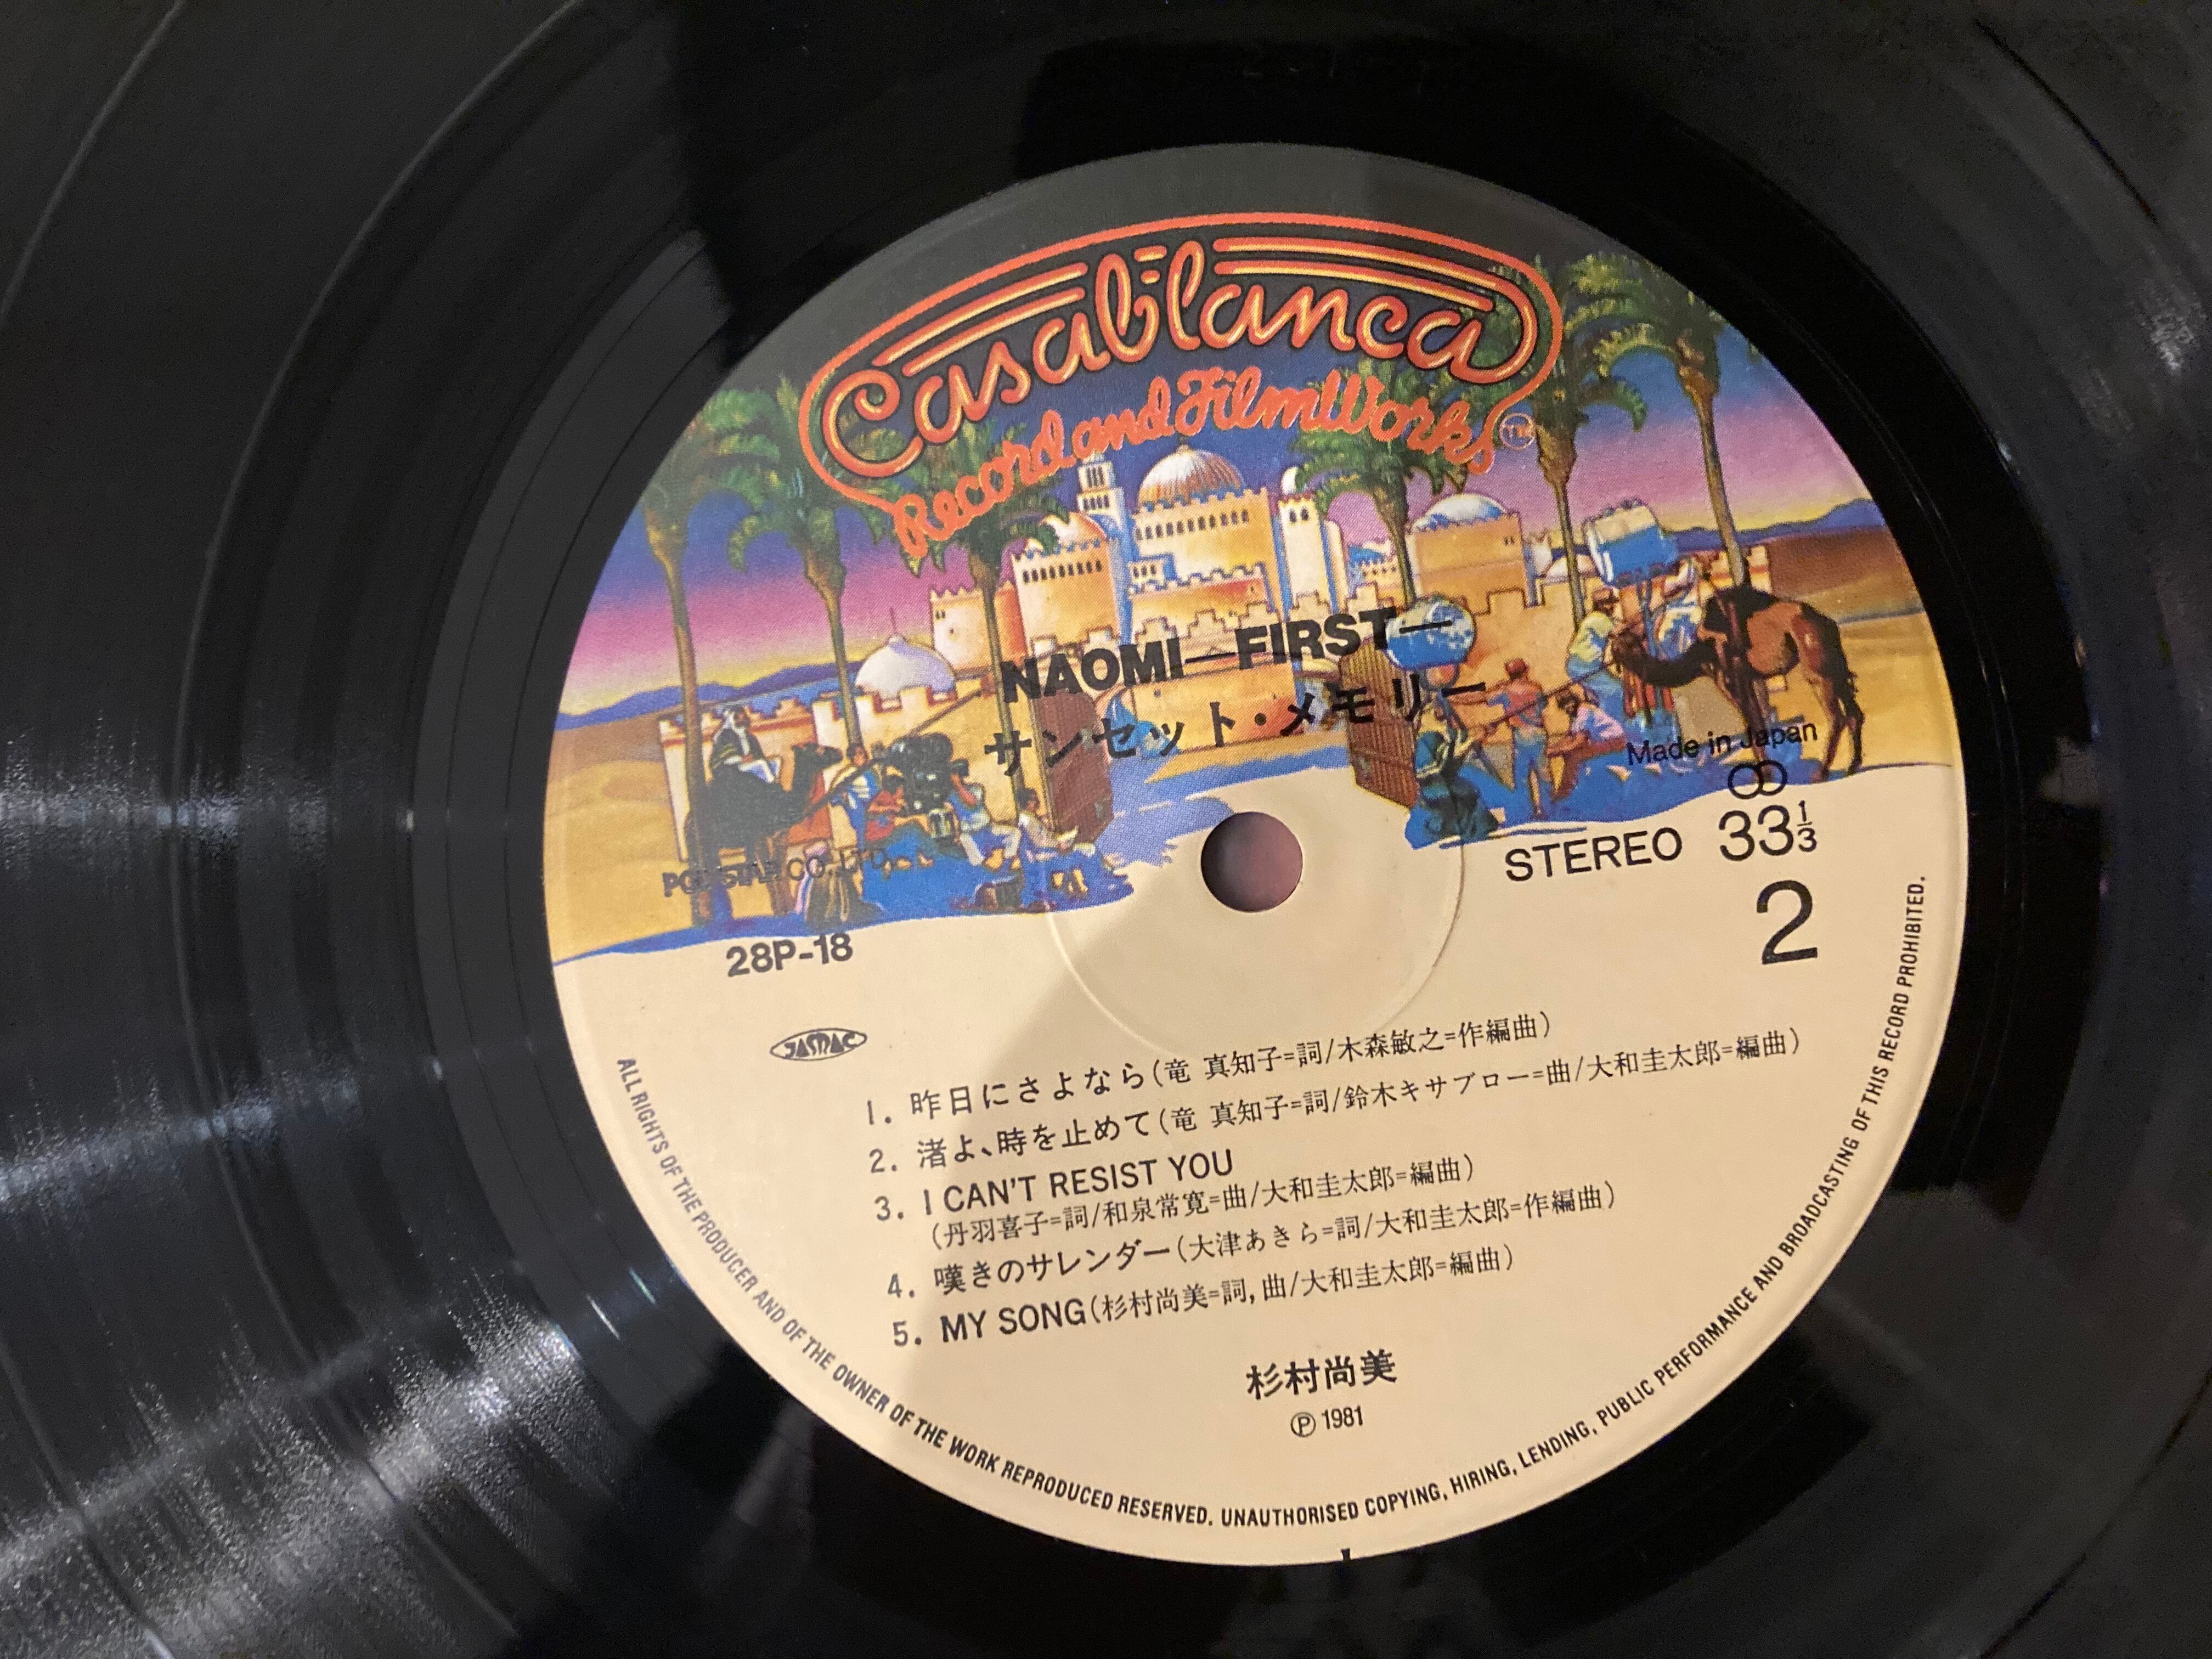 Casablanca
Record and FilmWorks TM
NAOMI—FIRST—
サンセット・メモリー
Made in Japan
STEREO 33 1/3
2
POP STAR CO., LTD.
28P-18
JASRAC
1. 昨日にさよなら(竜 真知子=詞/木森敏之=作編曲)
2. 渚よ、時を止めて(竜 真知子=詞/鈴木キサブロー=曲/大和圭太郎=編曲)
3. I CAN'T RESIST YOU
(丹羽喜子=詞/和泉常寛=曲/大和圭太郎=編曲)
4. 嘆きのサレンダー(大津あきら=詞/大和圭太郎=作編曲)
5. MY SONG(杉村尚美=詞, 曲/大和圭太郎=編曲)
杉村尚美
Ⓟ 1981
ALL RIGHTS OF THE PRODUCER AND OF THE OWNER OF THE WORK REPRODUCED RESERVED. UNAUTHORISED COPYING, HIRING, LENDING, PUBLIC PERFORMANCE AND BROADCASTING OF THIS RECORD PROHIBITED.